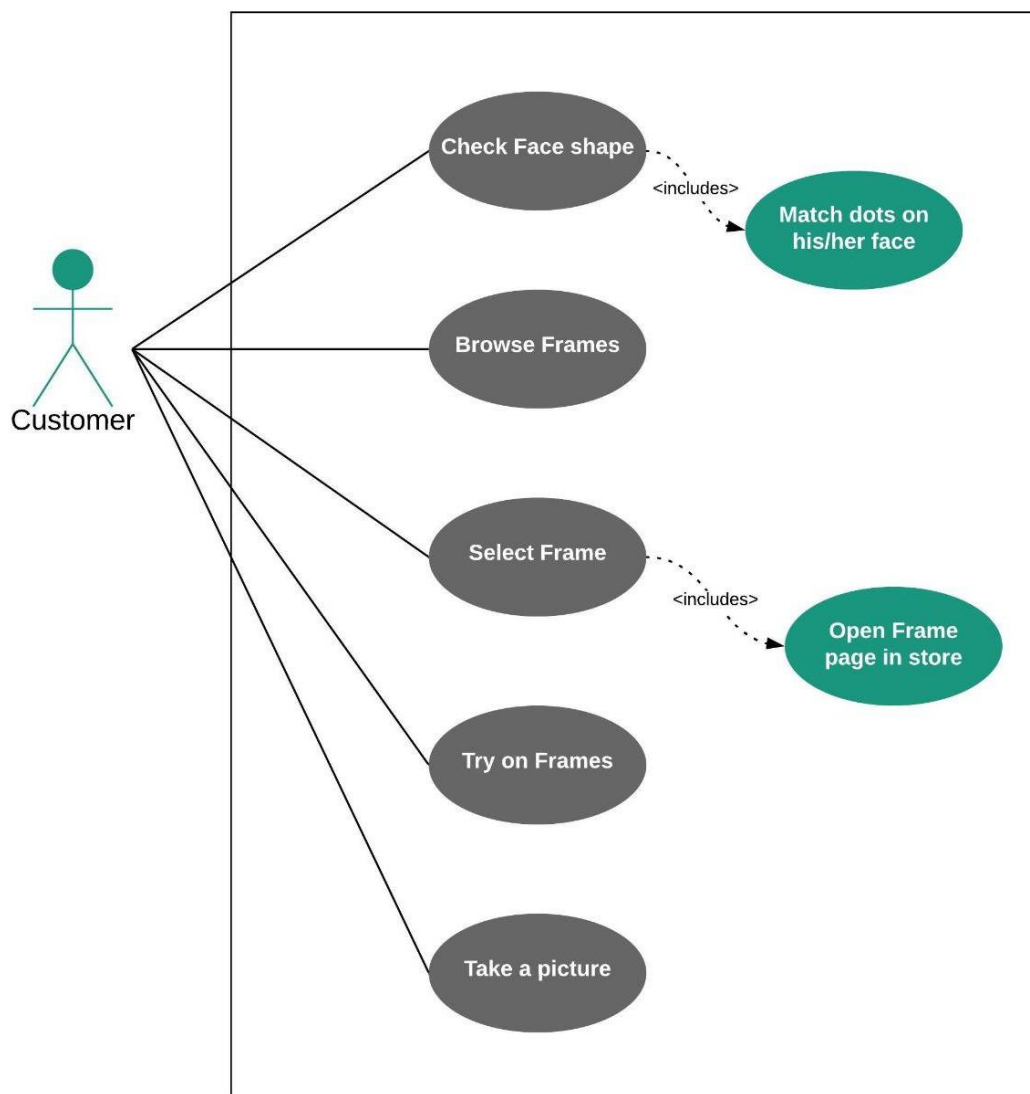 Check Face shape
<includes>
Match dots on
his/her face
Browse Frames
Customer
Select Frame
<includes>
Open Frame
page in store
Try on Frames
Take a picture